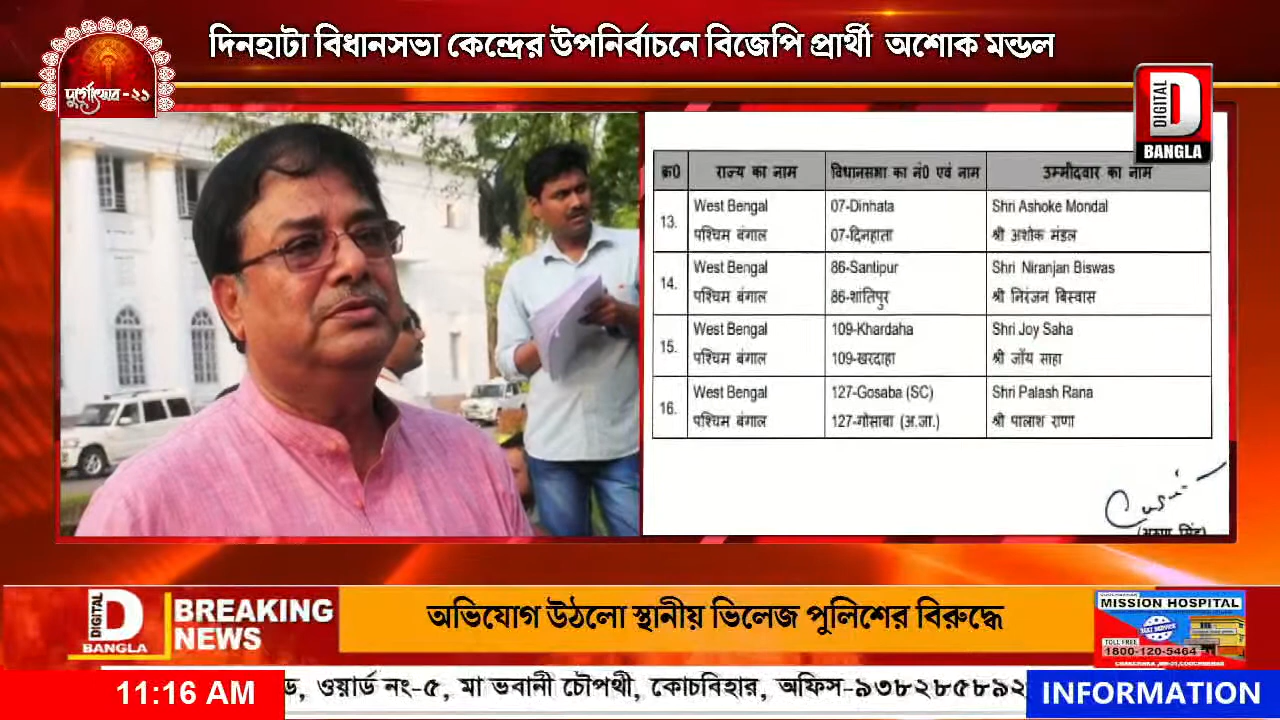 দিনহাটা বিধানসভা কেন্দ্রের উপনির্বাচনে বিজেপি প্রার্থী অশোক মন্ডল
দুর্গোৎসব - ২১
DIGITAL D
BANGLA
क्र0 राज्य का नाम विधानसभा का नं0 एवं नाम उम्मीदवार का नाम
13. West Bengal 07-Dinhata Shri Ashoke Mondal
पश्चिम बंगाल 07-दिनहाता श्री अशोक मंडल
14. West Bengal 86-Santipur Shri Niranjan Biswas
पश्चिम बंगाल 86-शांतिपुर श्री निरंजन बिस्वास
15. West Bengal 109-Khardaha Shri Joy Saha
पश्चिम बंगाल 109-खरदाहा श्री जॉय साहा
16. West Bengal 127-Gosaba (SC) Shri Palash Rana
पश्चिम बंगाल 127-गोसाबा (अ.जा.) श्री पालाश राणा
(अरुण सिंह)
DIGITAL D
BANGLA
BREAKING
NEWS
অভিযোগ উঠলো স্থানীয় ভিলেজ পুলিশের বিরুদ্ধে
MISSION HOSPITAL
TOLL FREE
1800-120-5464
11:16 AM
ড, ওয়ার্ড নং-৫, মা ভবানী চৌপথী, কোচবিহার, অফিস-৯৩৮২৮৫৮৯২
INFORMATION